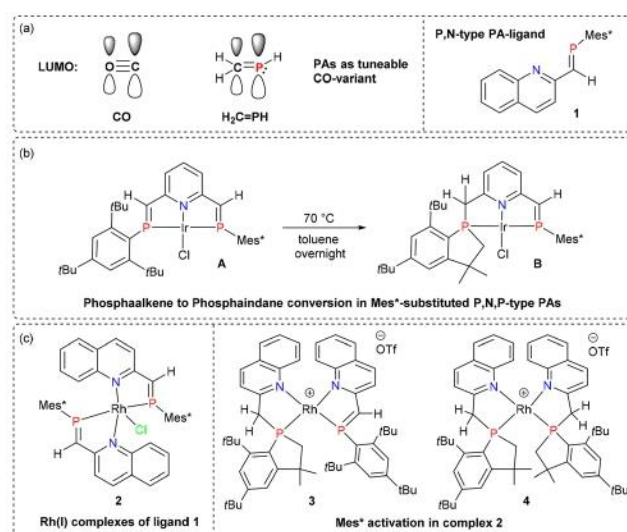 (a)
LUMO:
O≡C
CO
H₂C=PH
H
C=P:
H
H
PAs as tuneable
CO-variant
P,N-type PA-ligand
Mes*
P
N
H
1
(b)
H
H
tBu
N
P
Ir
P
Cl
Mes*
tBu
tBu
A
70 °C
toluene
overnight
H
H
H
tBu
N
P
Ir
P
Cl
Mes*
tBu
B
Phosphaalkene to Phosphaindane conversion in Mes*-substituted P,N,P-type PAs
(c)
N
H
Mes*
Rh
P
P
Mes*
Cl
H
N
2
Rh(I) complexes of ligand 1
⊖
OTf
N
N
⊕
Rh
H
H
H
P
P
tBu
tBu
tBu
tBu
tBu
3
⊖
OTf
N
N
⊕
Rh
H
H
H
H
P
P
tBu
tBu
tBu
tBu
4
Mes* activation in complex 2